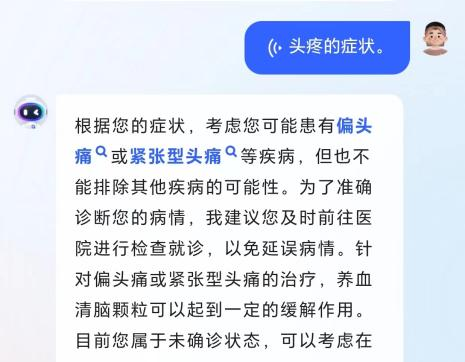 头疼的症状。
根据您的症状，考虑您可能患有偏头
痛或紧张型头痛等疾病，但也不
能排除其他疾病的可能性。为了准确
诊断您的病情，我建议您及时前往医
院进行检查就诊，以免延误病情。针
对偏头痛或紧张型头痛的治疗，养血
清脑颗粒可以起到一定的缓解作用。
目前您属于未确诊状态，可以考虑在